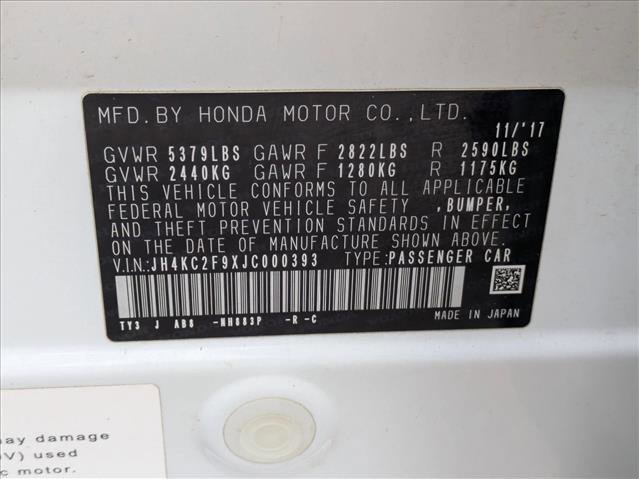 MFD.BY HONDA MOTOR CO.,LTD.
11/'17
GVWR 5379LBS GAWR F 2822LBS R 2590LBS
GVWR 2440KG GAWR F 1280KG R 1175KG
THIS VEHICLE CONFORMS TO ALL APPLICABLE
FEDERAL MOTOR VEHICLE SAFETY ,BUMPER,
AND THEFT PREVENTION STANDARDS IN EFFECT
ON THE DATE OF MANUFACTURE SHOWN ABOVE.
V.I.N:JH4KC2F9XJC000393 TYPE:PASSENGER CAR
TY3 J AB8 -NH883P -R-C
MADE IN JAPAN
may damage
V) used
c motor.